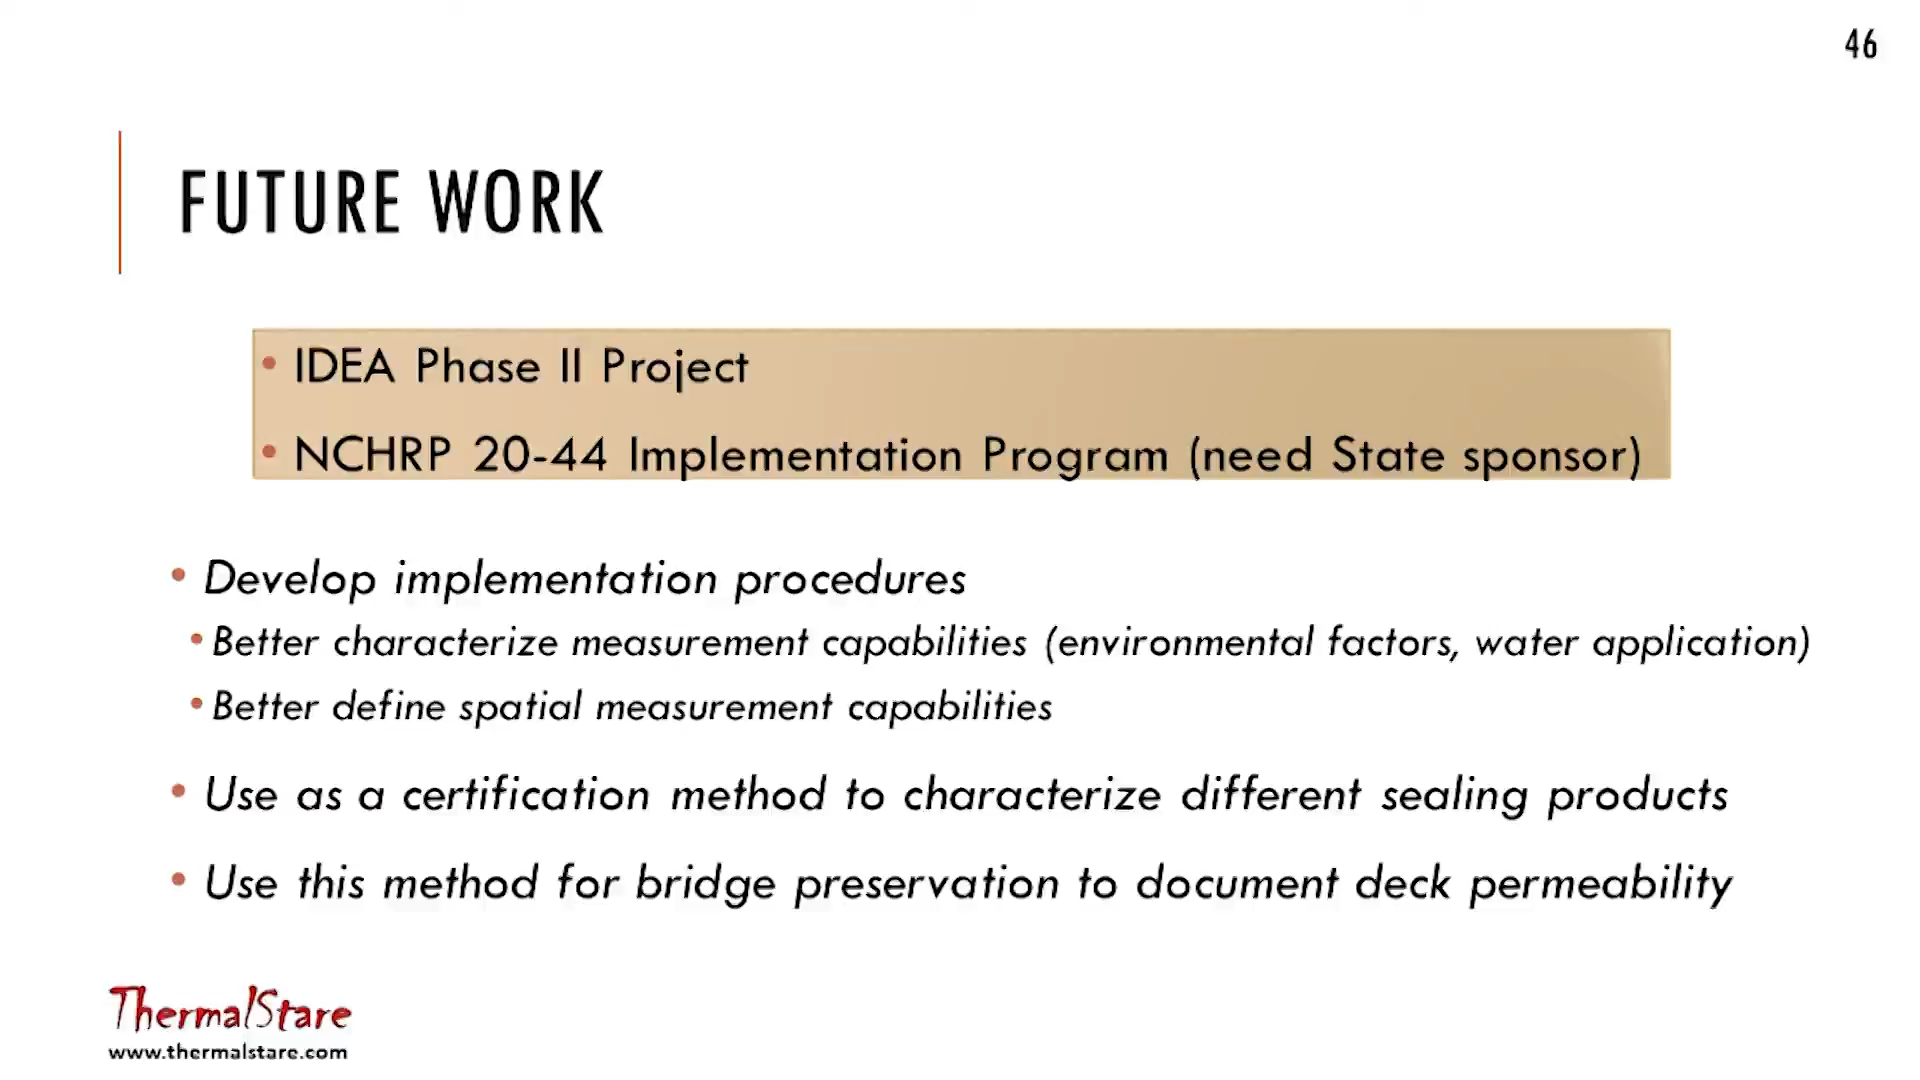 46
FUTURE WORK
• IDEA Phase II Project
• NCHRP 20-44 Implementation Program (need State sponsor)
• Develop implementation procedures
• Better characterize measurement capabilities (environmental factors, water application)
• Better define spatial measurement capabilities
• Use as a certification method to characterize different sealing products
• Use this method for bridge preservation to document deck permeability
ThermalStare
www.thermalstare.com